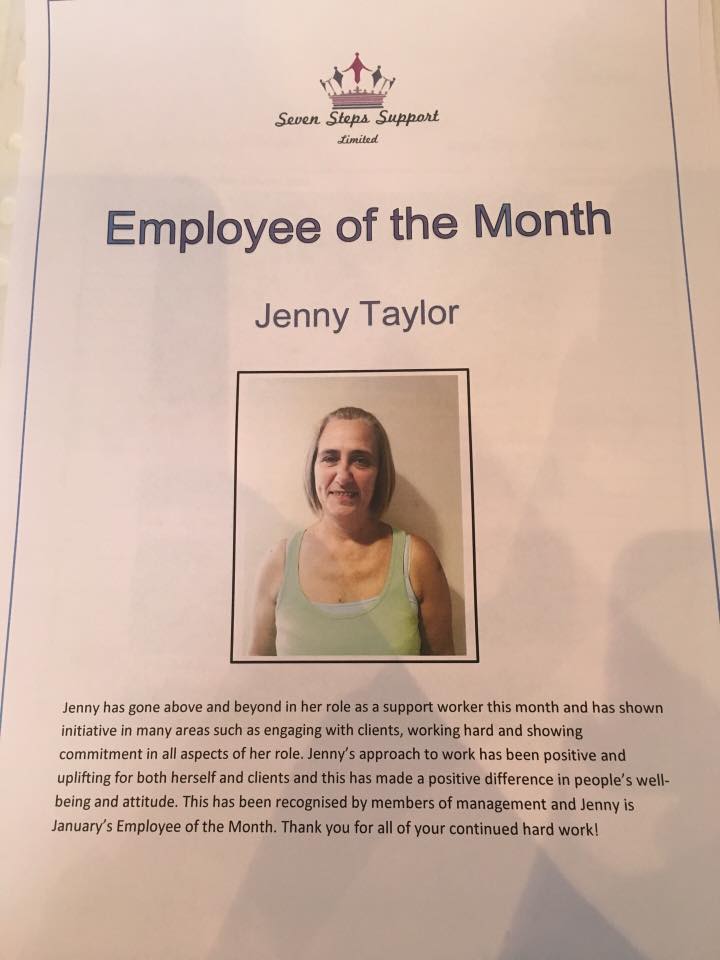 Seven Steps Support
Limited
Employee of the Month
Jenny Taylor
Jenny has gone above and beyond in her role as a support worker this month and has shown
initiative in many areas such as engaging with clients, working hard and showing
commitment in all aspects of her role. Jenny's approach to work has been positive and
uplifting for both herself and clients and this has made a positive difference in people's well-
being and attitude. This has been recognised by members of management and Jenny is
January's Employee of the Month. Thank you for all of your continued hard work!